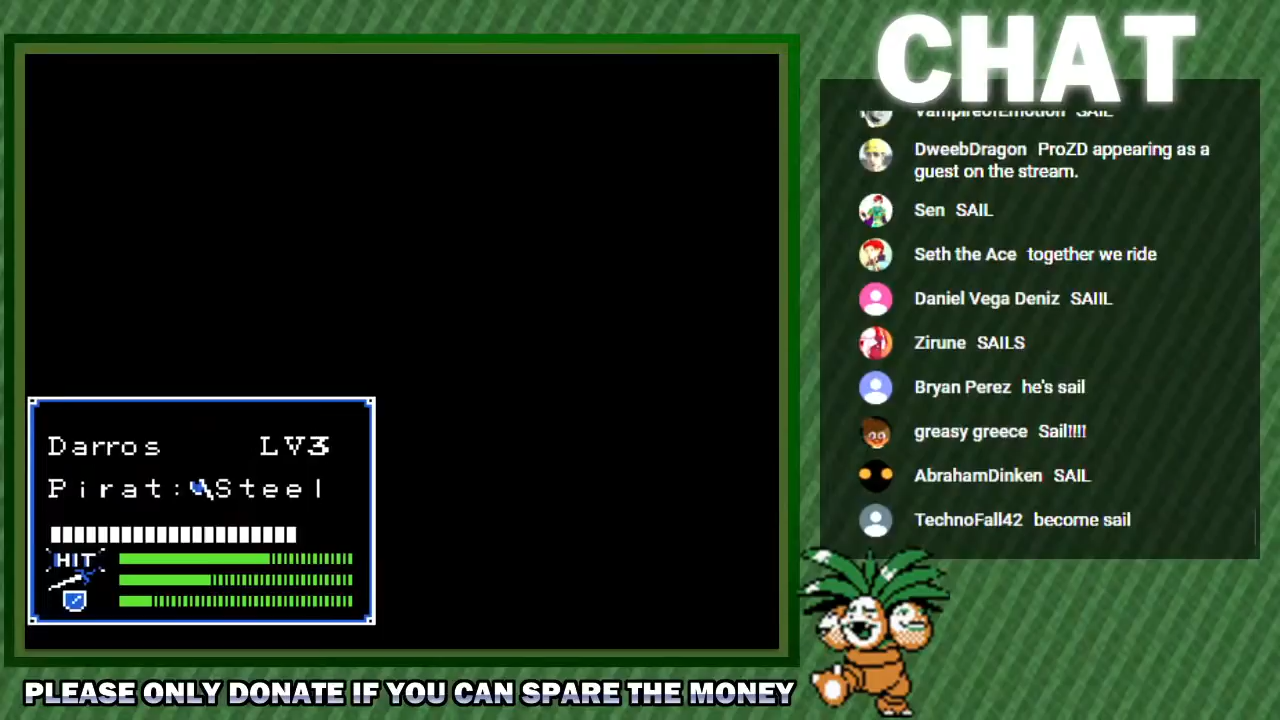 CHAT
VampireofEmotion SAIL
DweebDragon ProZD appearing as a
guest on the stream.
Sen SAIL
Seth the Ace together we ride
Daniel Vega Deniz SAIIL
Zirune SAILS
Bryan Perez he's sail
greasy greece Sail!!!!
AbrahamDinken SAIL
TechnoFall42 become sail
Darros LV3
Pirat: Steel
HIT
PLEASE ONLY DONATE IF YOU CAN SPARE THE MONEY